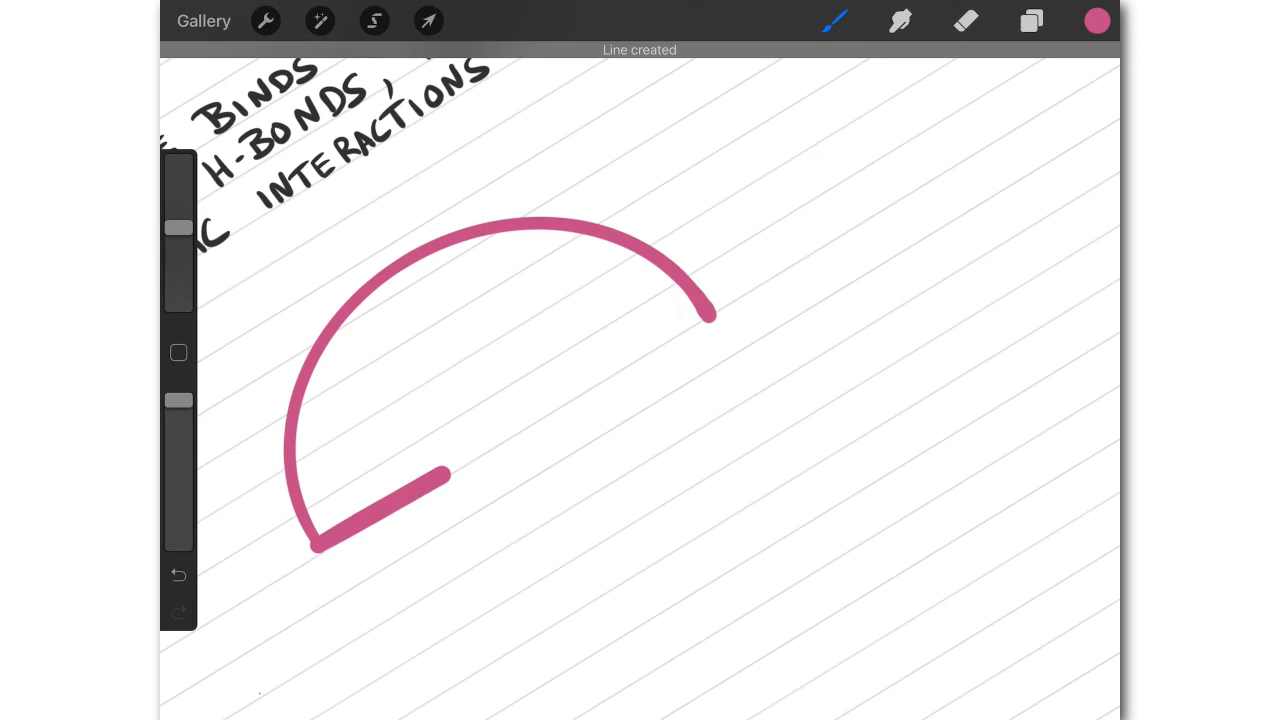 Gallery
Line created
BINDS
H-BONDS,
INTERACTIONS